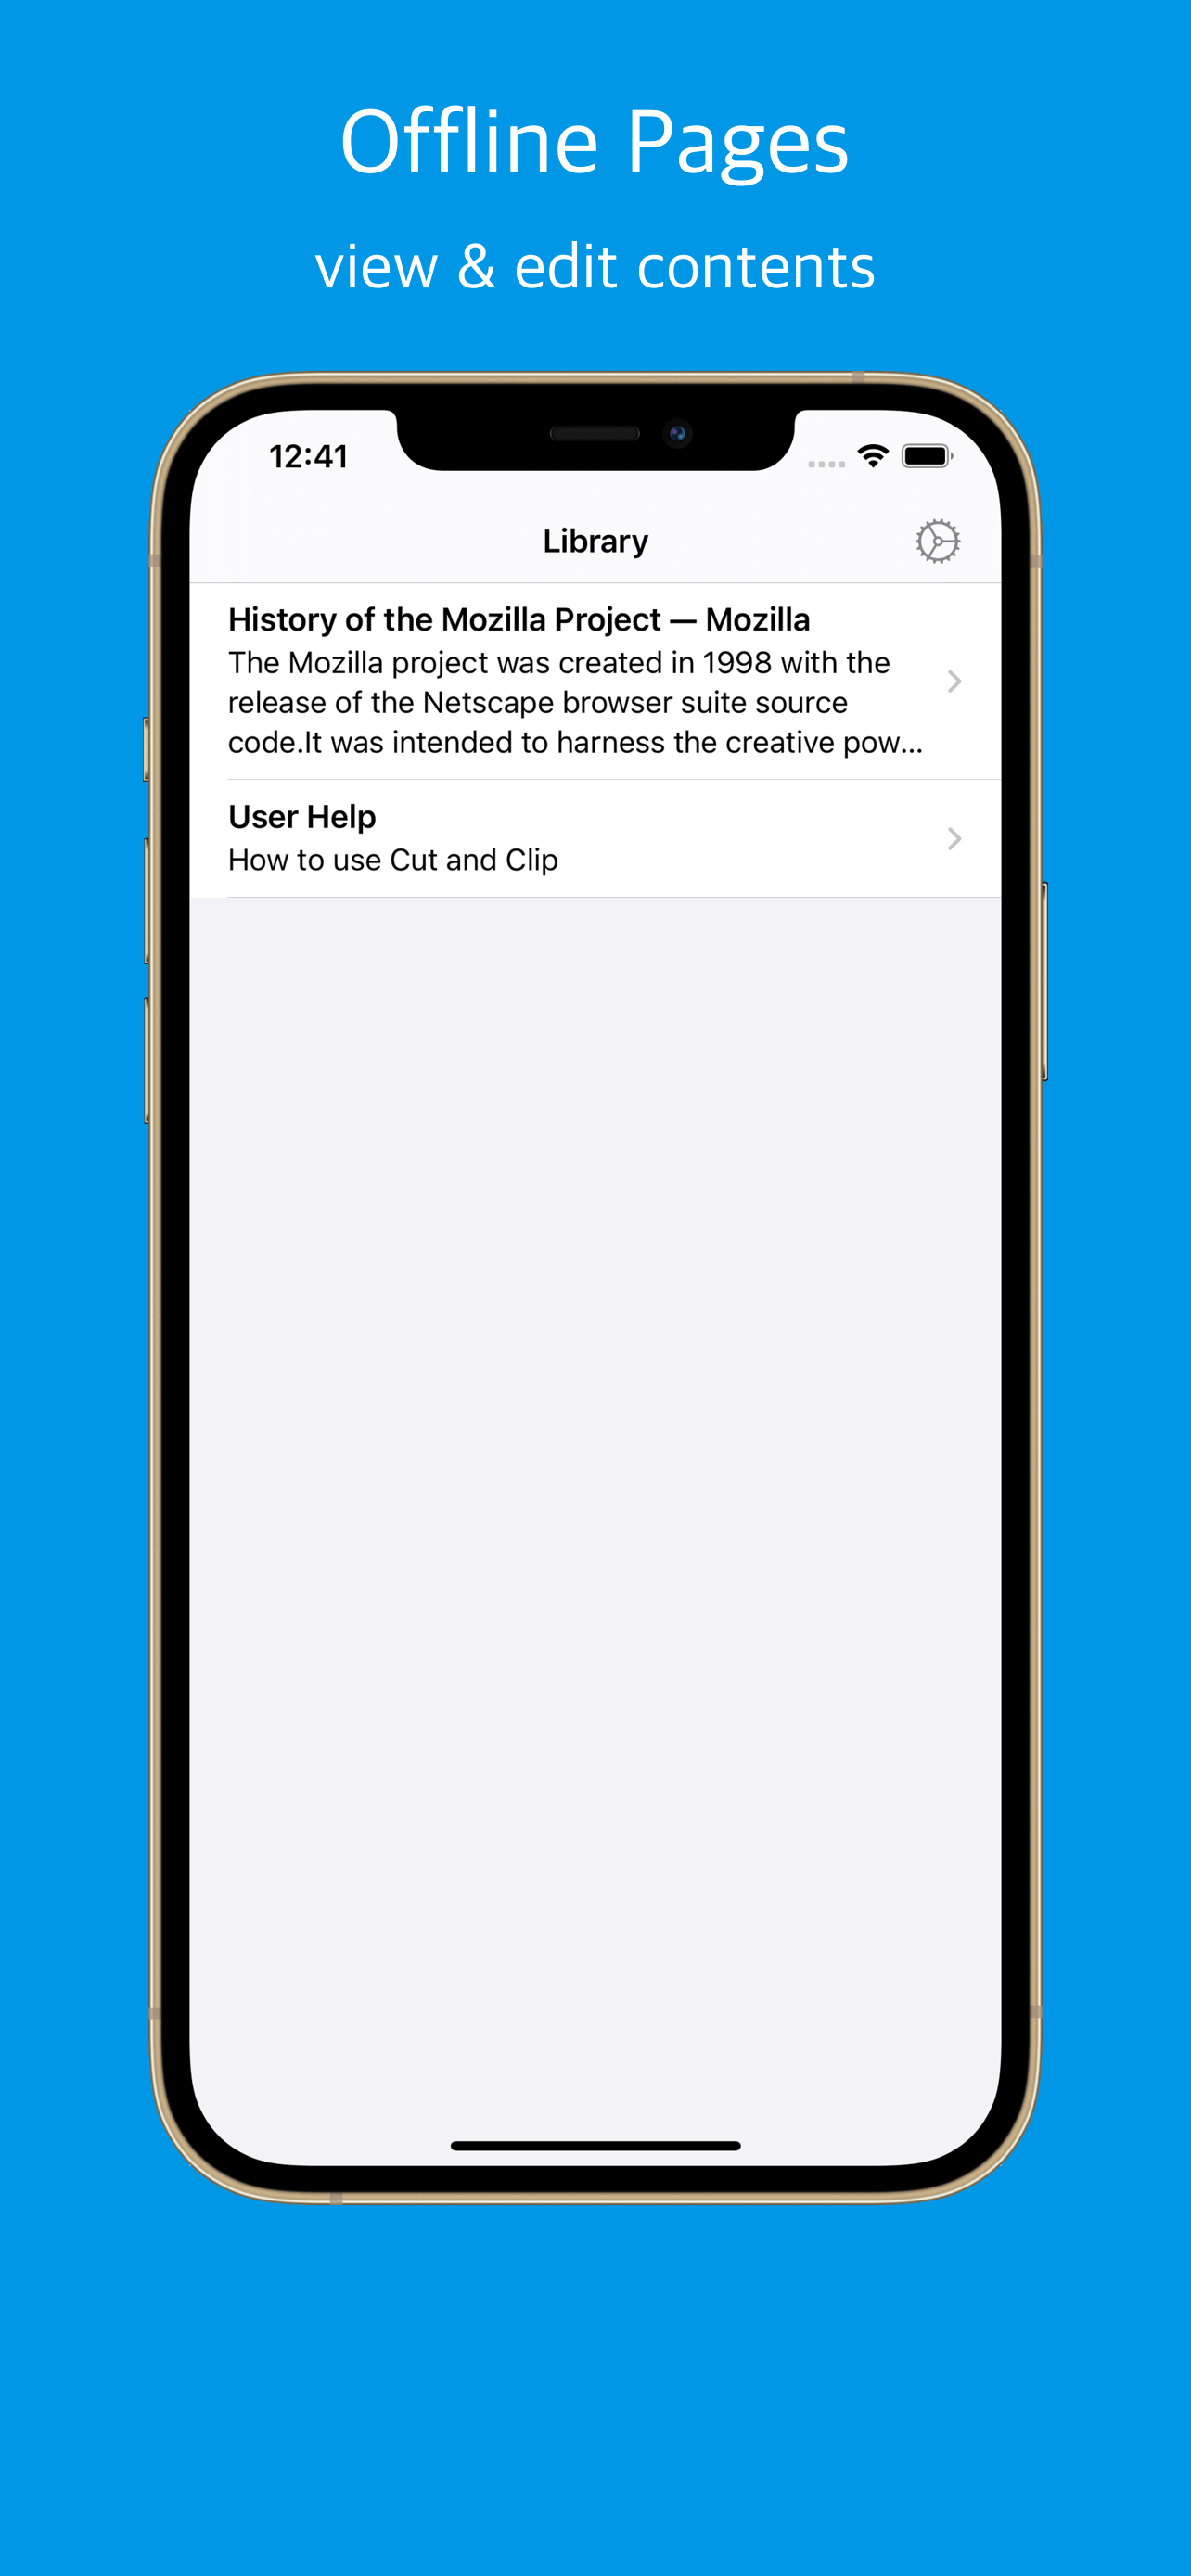 Offline Pages
view & edit contents
12:41
Library
History of the Mozilla Project — Mozilla
The Mozilla project was created in 1998 with the
release of the Netscape browser suite source
code.It was intended to harness the creative pow...
User Help
How to use Cut and Clip